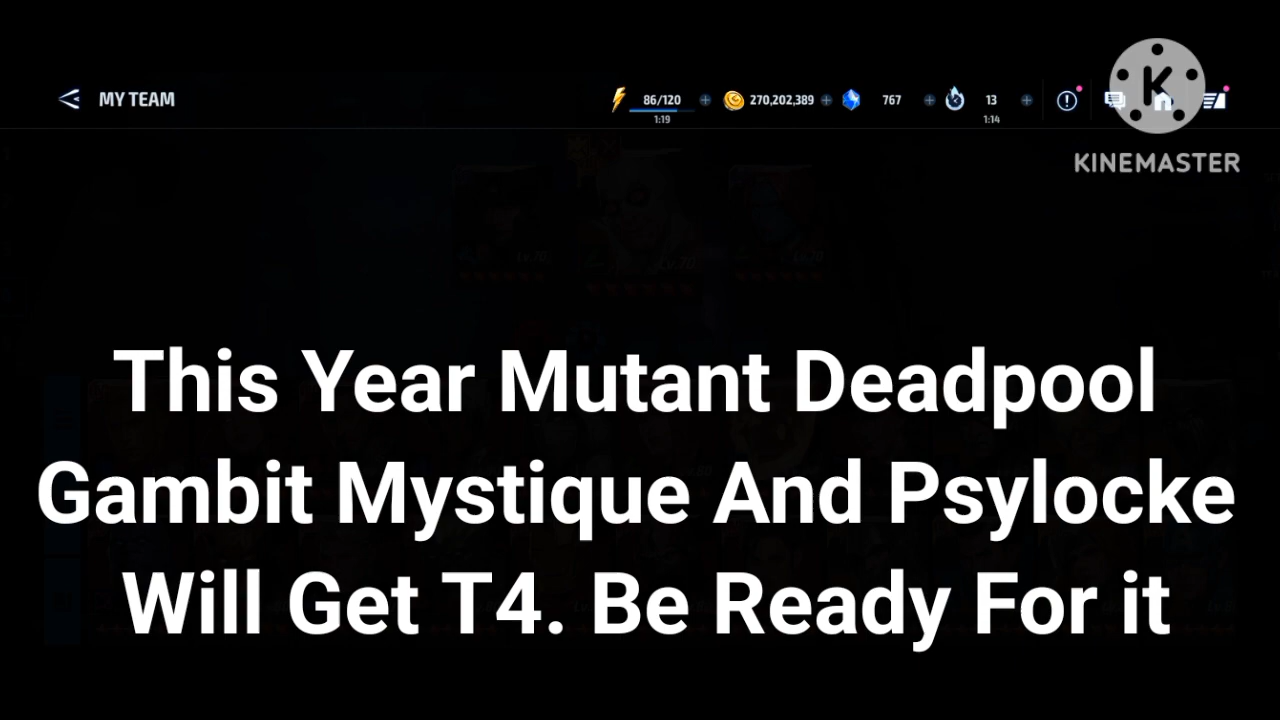 MY TEAM
86/120
270,202,389
767
13
1:19
1:14
K
KINEMASTER
This Year Mutant Deadpool
Gambit Mystique And Psylocke
Will Get T4. Be Ready For it